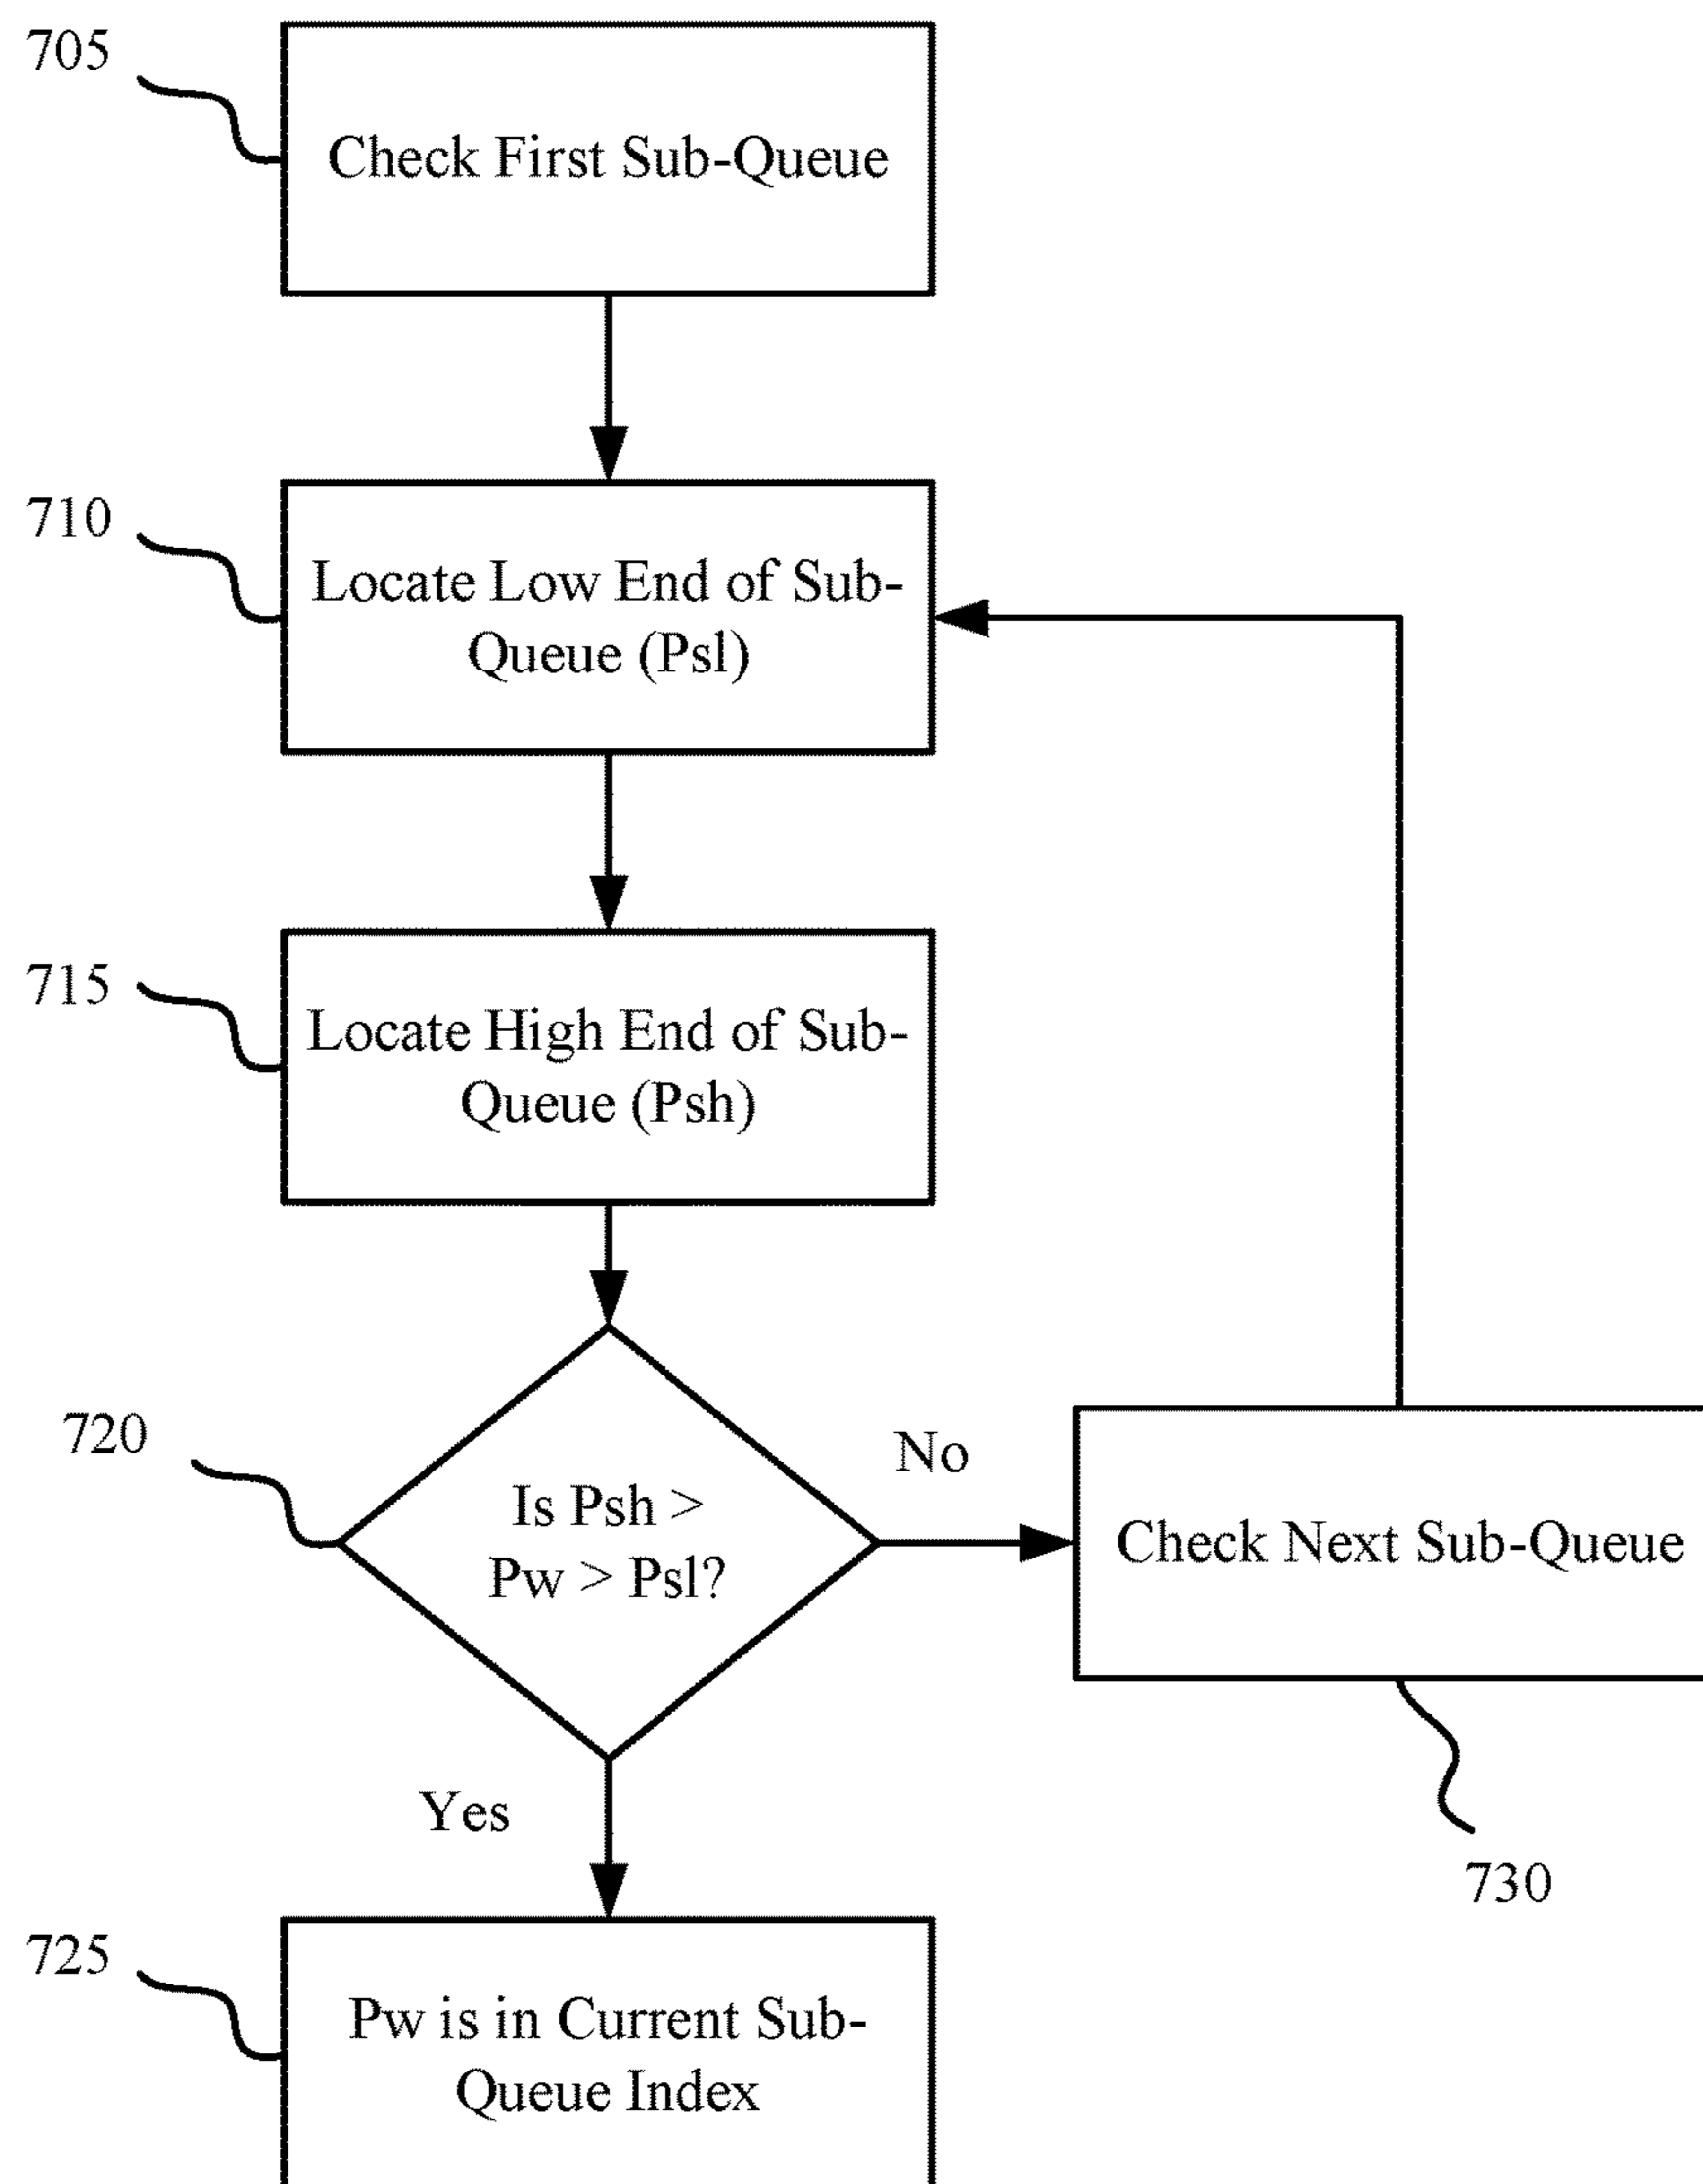 705
Check First Sub-Queue
710
Locate Low End of Sub-
Queue (Psl)
715
Locate High End of Sub-
Queue (Psh)
720
Is Psh >
Pw > Psl?
No
Check Next Sub-Queue
730
Yes
725
Pw is in Current Sub-
Queue Index